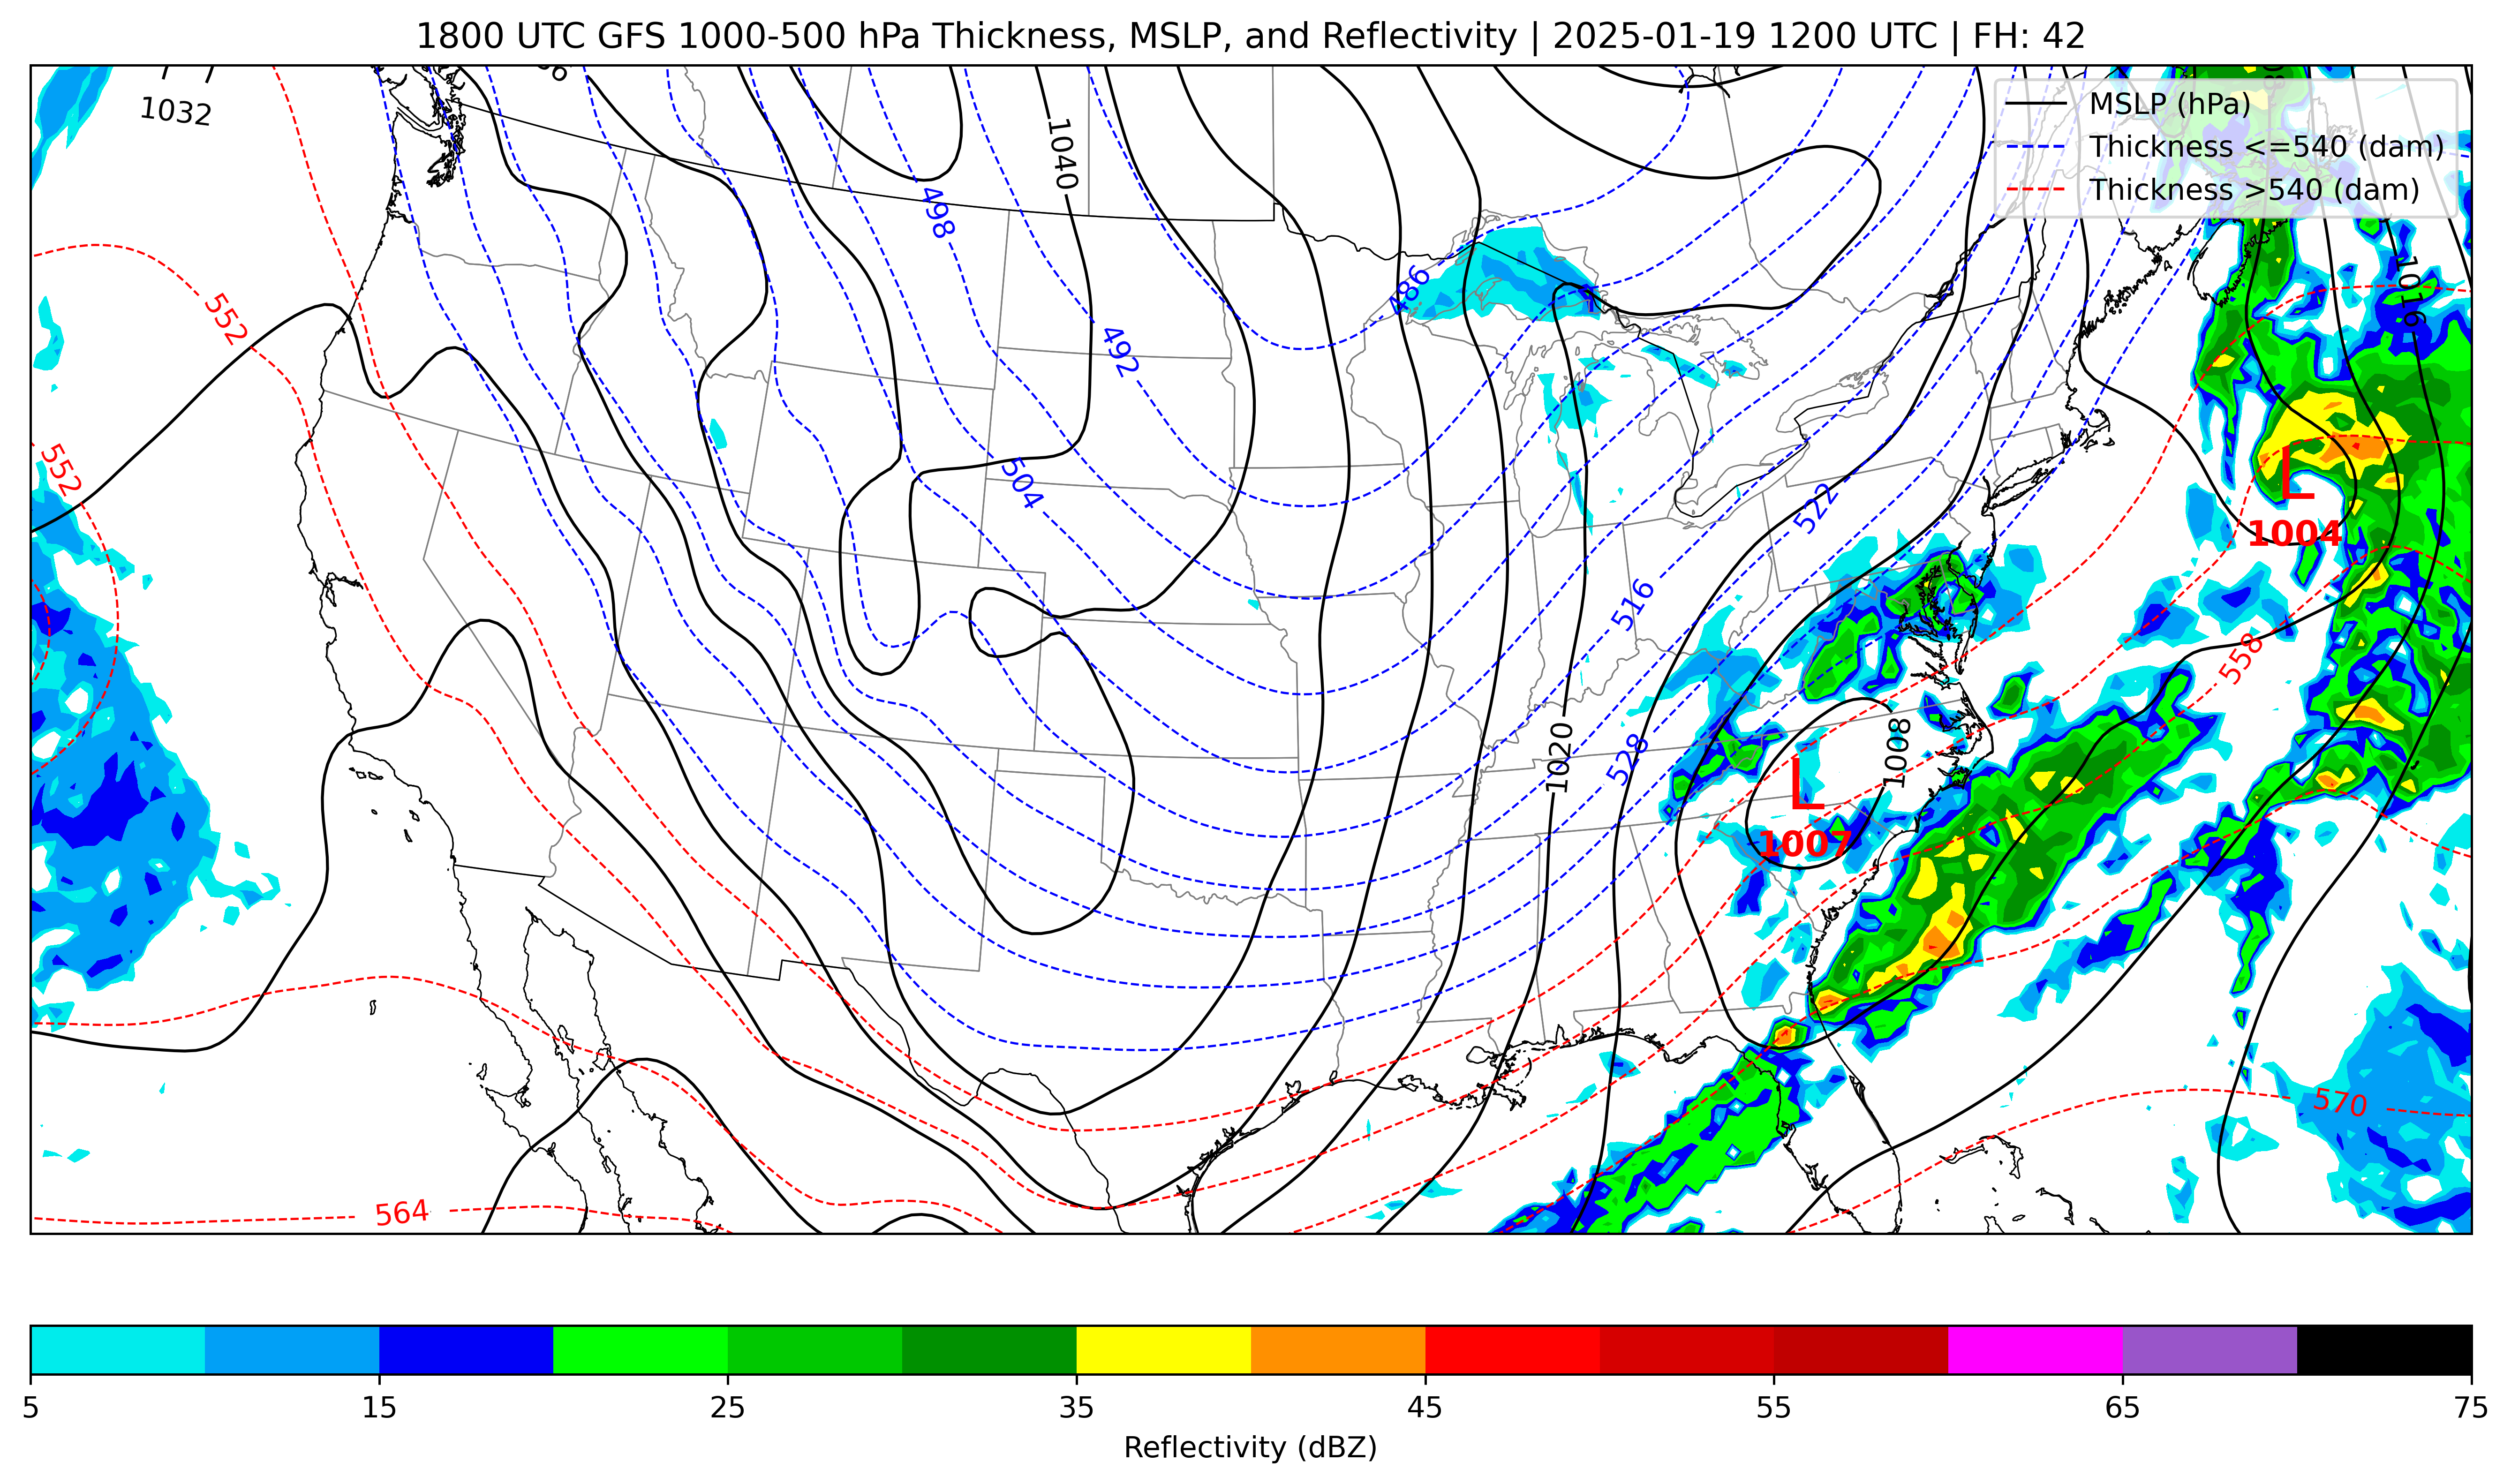 1800 UTC GFS 1000-500 hPa Thickness, MSLP, and Reflectivity | 2025-01-19 1200 UTC | FH: 42
MSLP (hPa)
Thickness <=540 (dam)
Thickness >540 (dam)
1032
1040
498
486
1016
552
492
552
504
L
1004
522
516
558
1020
528
1008
L
1007
570
564
5 15 25 35 45 55 65 75
Reflectivity (dBZ)